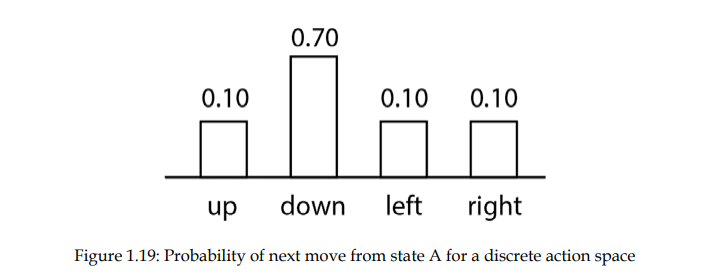 0.70
0.10 0.10 0.10
up down left right
Figure 1.19: Probability of next move from state A for a discrete action space